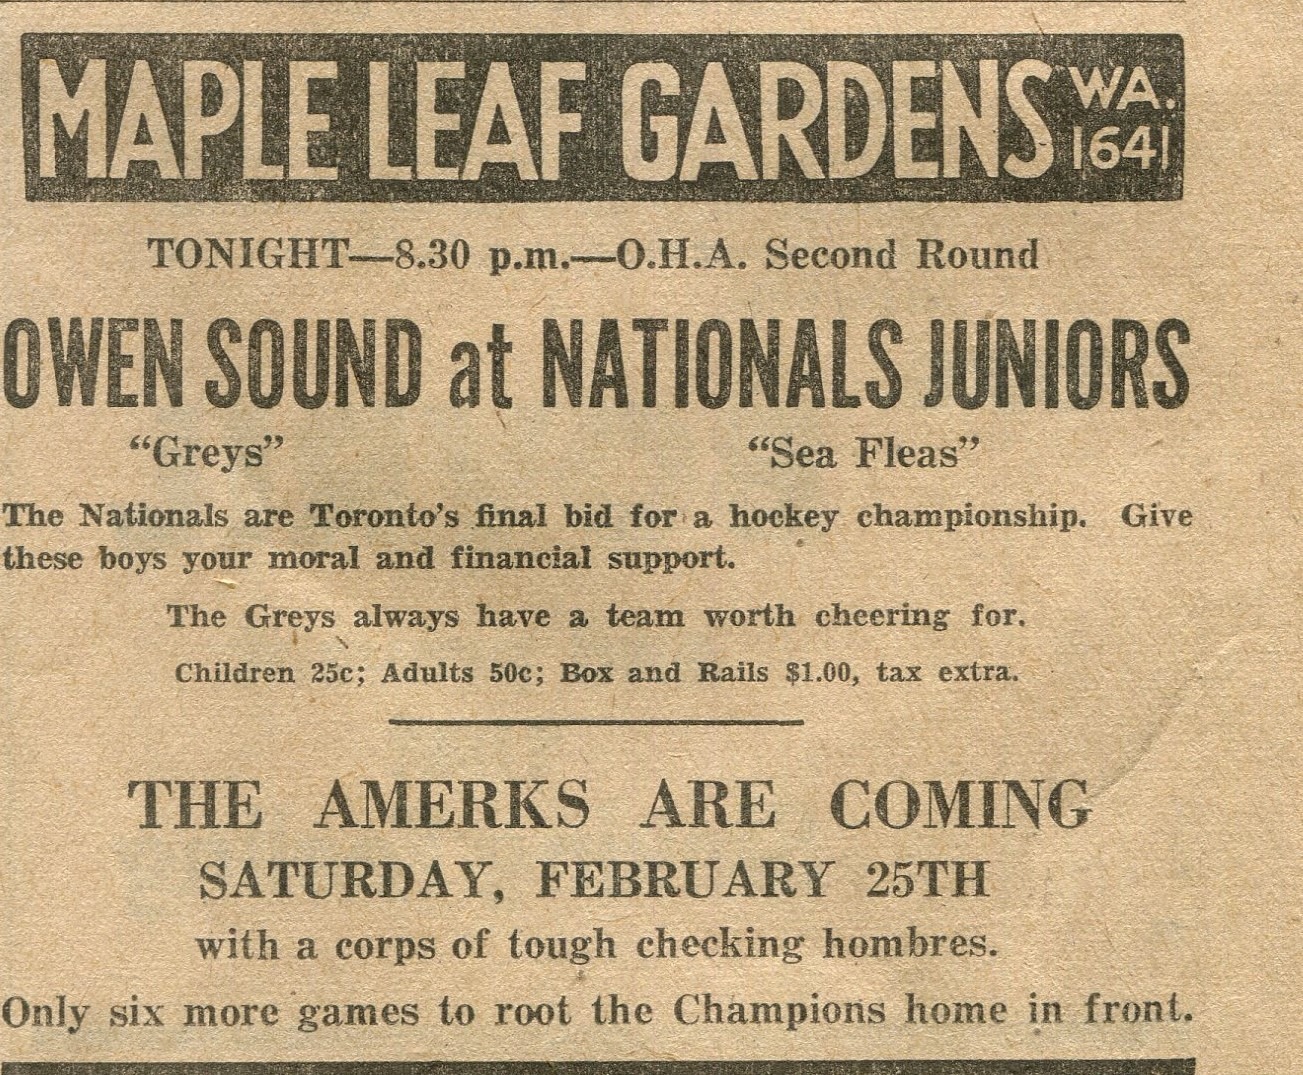 MAPLE LEAF GARDENS WA. 1641
TONIGHT—8.30 p.m.—O.H.A. Second Round
OWEN SOUND at NATIONALS JUNIORS
“Greys” “Sea Fleas”
The Nationals are Toronto’s final bid for a hockey championship. Give
these boys your moral and financial support.
The Greys always have a team worth cheering for.
Children 25c; Adults 50c; Box and Rails $1.00, tax extra.
THE AMERKS ARE COMING
SATURDAY, FEBRUARY 25TH
with a corps of tough checking hombres.
Only six more games to root the Champions home in front.